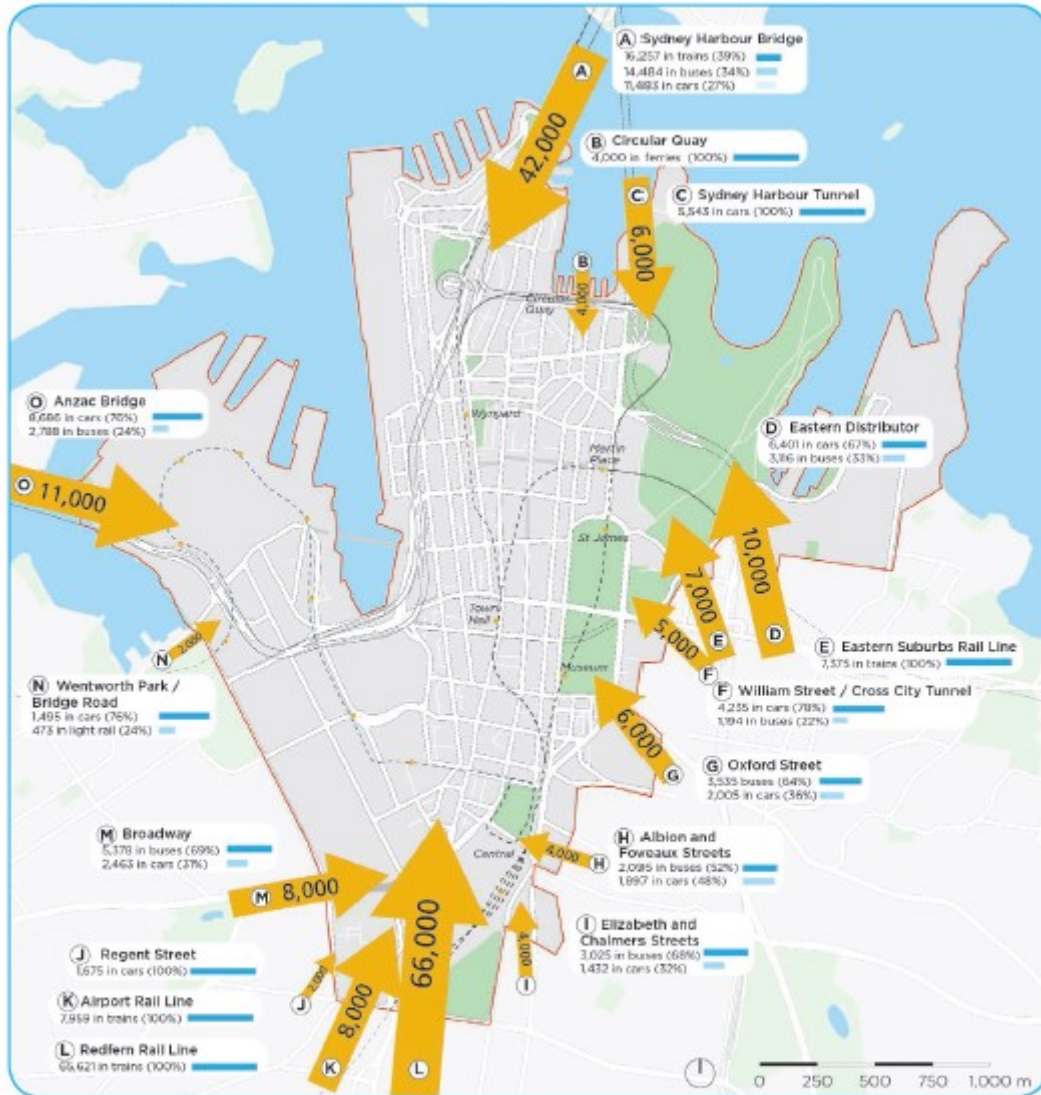 A Sydney Harbour Bridge
16,257 in trains (39%)
14,484 in buses (34%)
11,483 in cars (27%)
A
42,000
B Circular Quay
4,000 in ferries (100%)
C
6,000
C Sydney Harbour Tunnel
5,543 in cars (100%)
B
4,000
Circular
Quay
O Anzac Bridge
8,686 in cars (76%)
2,788 in buses (24%)
O 11,000
Wynyard
Martin
Place
D Eastern Distributor
6,401 in cars (67%)
3,116 in buses (33%)
St James
10,000
D
7,000
E
5,000
F
Town
Hall
Museum
N 2,000
E Eastern Suburbs Rail Line
7,375 in trains (100%)
N Wentworth Park /
Bridge Road
1,495 in cars (76%)
473 in light rail (24%)
F William Street / Cross City Tunnel
4,235 in cars (78%)
1,194 in buses (22%)
6,000
G
G Oxford Street
3,535 buses (64%)
2,005 in cars (36%)
M Broadway
5,378 in buses (69%)
2,463 in cars (31%)
Central
4,000
H
H Albion and
Foveaux Streets
2,095 in buses (52%)
1,897 in cars (48%)
M 8,000
66,000
4,000
I
I Elizabeth and
Chalmers Streets
3,025 in buses (68%)
1,432 in cars (32%)
J Regent Street
1,675 in cars (100%)
2,000
J
8,000
K Airport Rail Line
7,959 in trains (100%)
L Redfern Rail Line
65,621 in trains (100%)
K
L
0 250 500 750 1,000 m